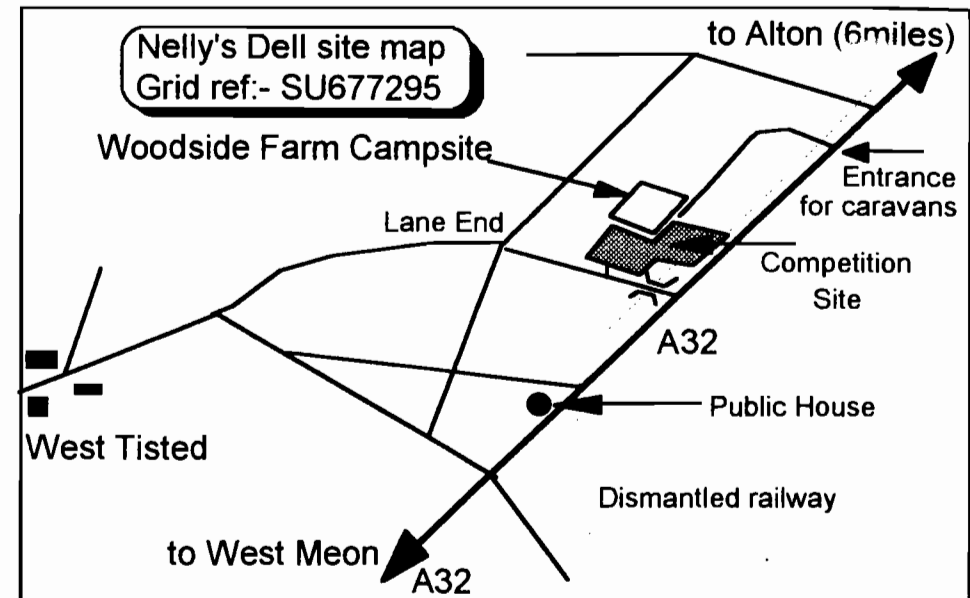 Nelly's Dell site map
Grid ref:- SU677295
to Alton (6miles)
Woodside Farm Campsite
Entrance
for caravans
Lane End
Competition
Site
A32
Public House
West Tisted
Dismantled railway
to West Meon
A32